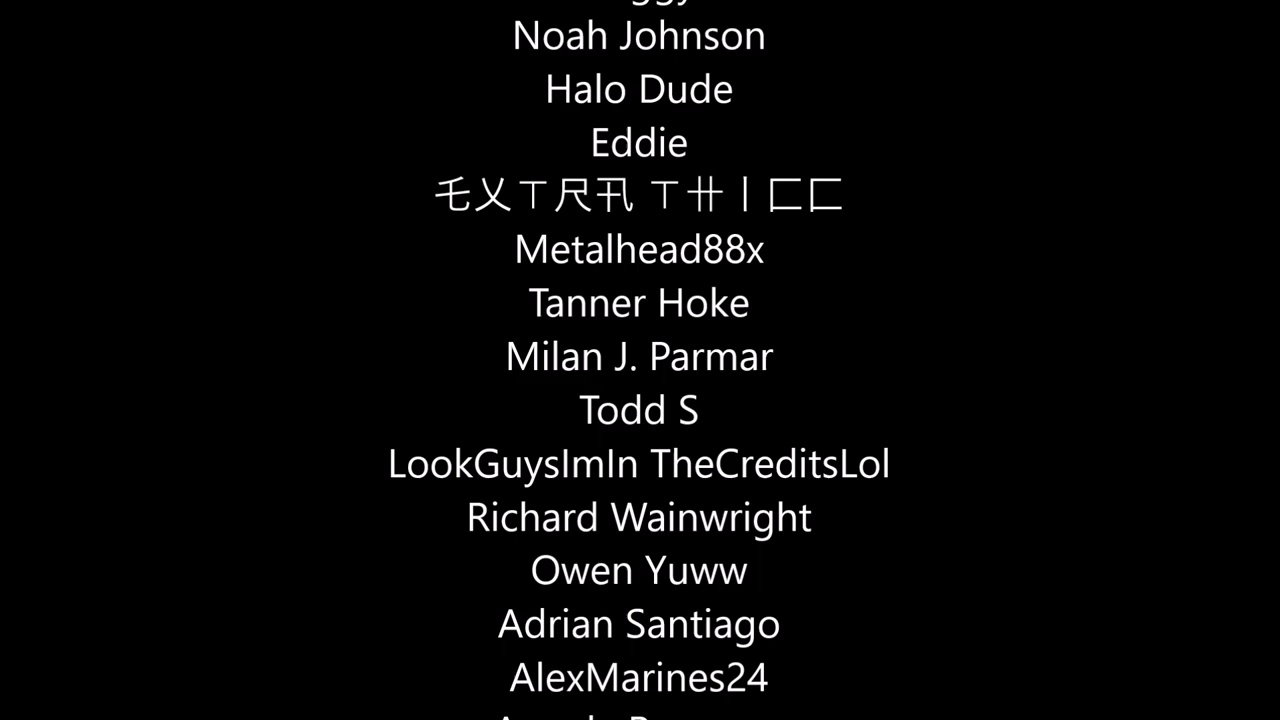 Noah Johnson
Halo Dude
Eddie
乇乂ㄒ尺卂 ㄒ卄丨匚匚
Metalhead88x
Tanner Hoke
Milan J. Parmar
Todd S
LookGuysImIn TheCreditsLol
Richard Wainwright
Owen Yuww
Adrian Santiago
AlexMarines24